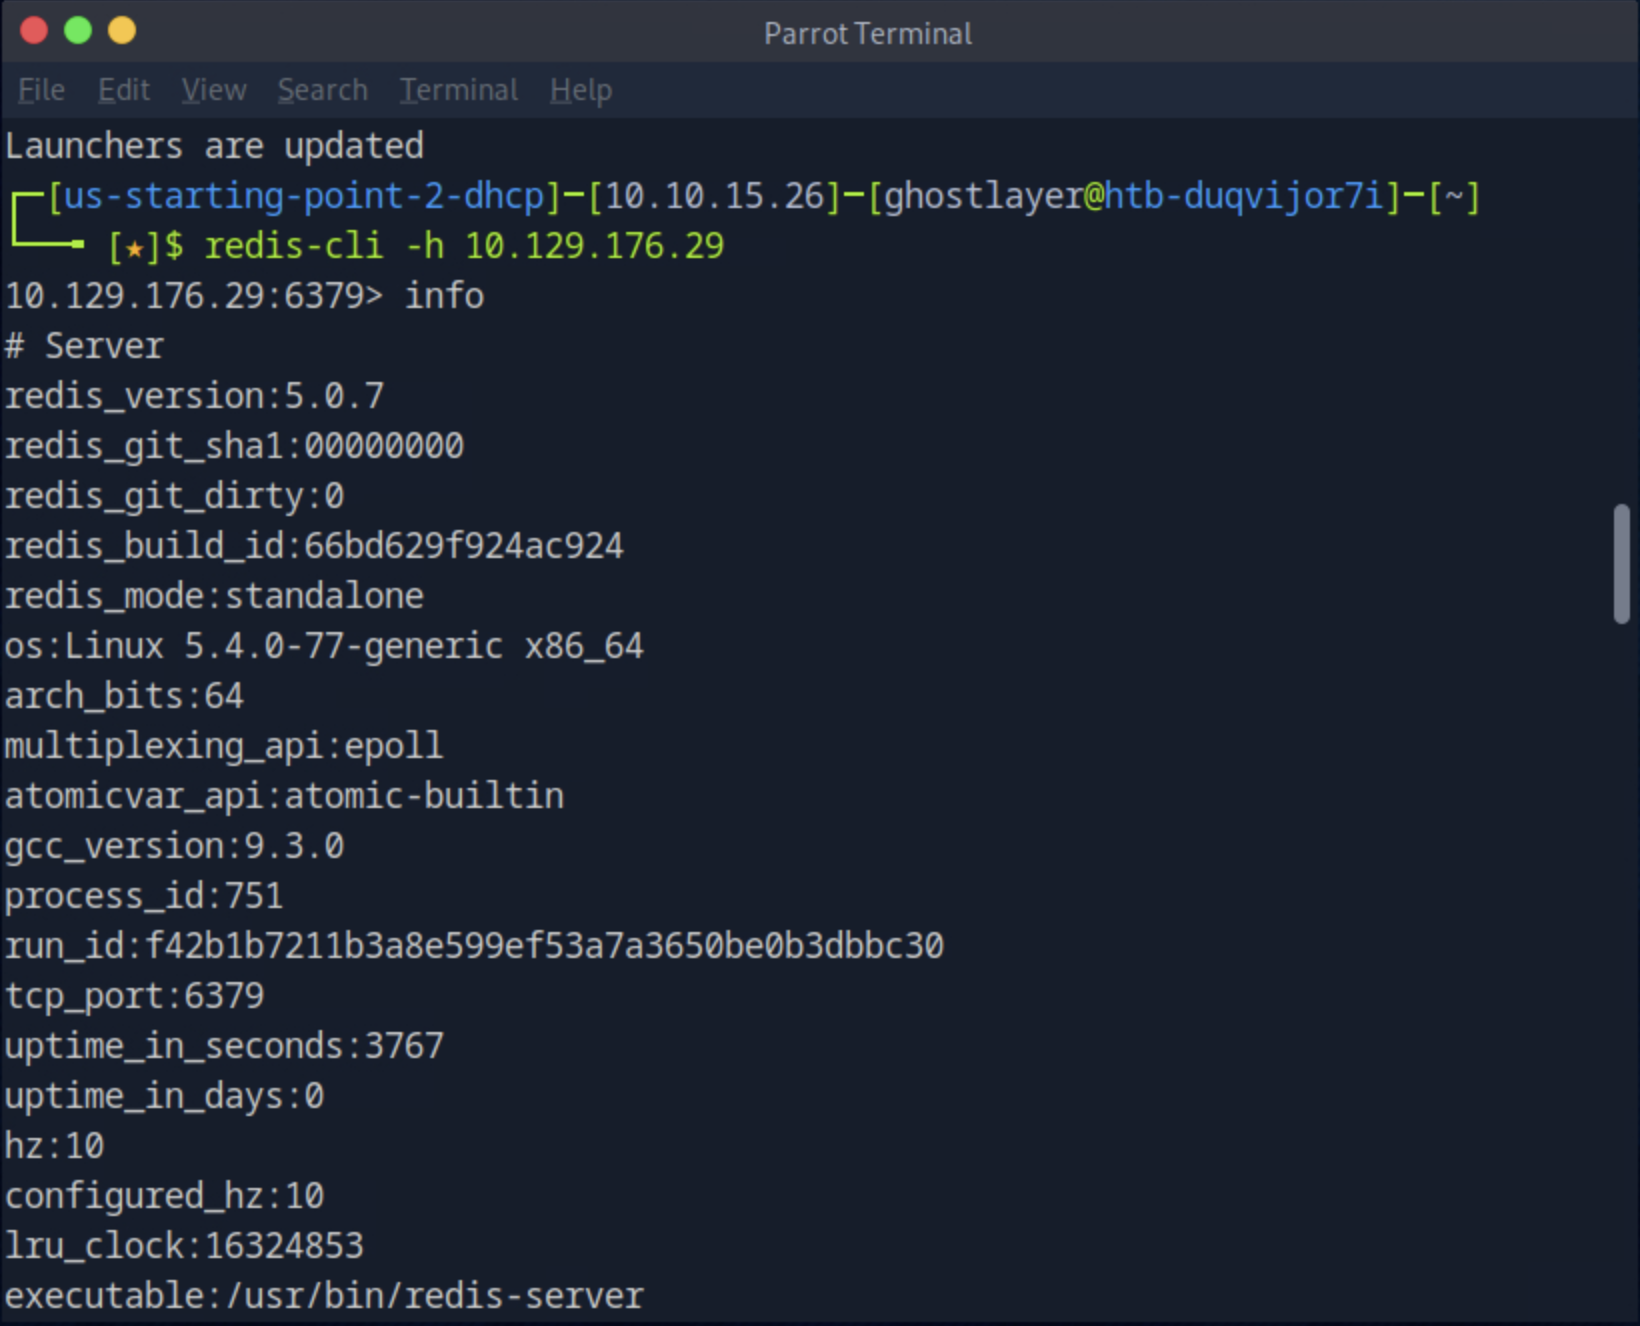 Parrot Terminal
File Edit View Search Terminal Help
Launchers are updated
┌─[us-starting-point-2-dhcp]─[10.10.15.26]─[ghostlayer@htb-duqvijor7i]─[~]
└──╼ [★]$ redis-cli -h 10.129.176.29
10.129.176.29:6379> info
# Server
redis_version:5.0.7
redis_git_sha1:00000000
redis_git_dirty:0
redis_build_id:66bd629f924ac924
redis_mode:standalone
os:Linux 5.4.0-77-generic x86_64
arch_bits:64
multiplexing_api:epoll
atomicvar_api:atomic-builtin
gcc_version:9.3.0
process_id:751
run_id:f42b1b7211b3a8e599ef53a7a3650be0b3dbbc30
tcp_port:6379
uptime_in_seconds:3767
uptime_in_days:0
hz:10
configured_hz:10
lru_clock:16324853
executable:/usr/bin/redis-server